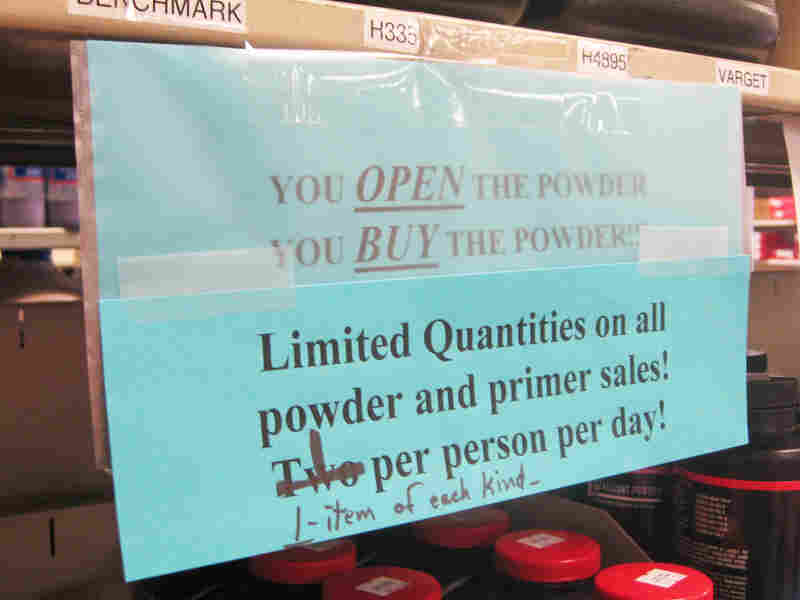 BENCHMARK
H335
H4895
VARGET
YOU OPEN THE POWDER
YOU BUY THE POWDER!!
Limited Quantities on all
powder and primer sales!
Two per person per day!
1-item of each kind-